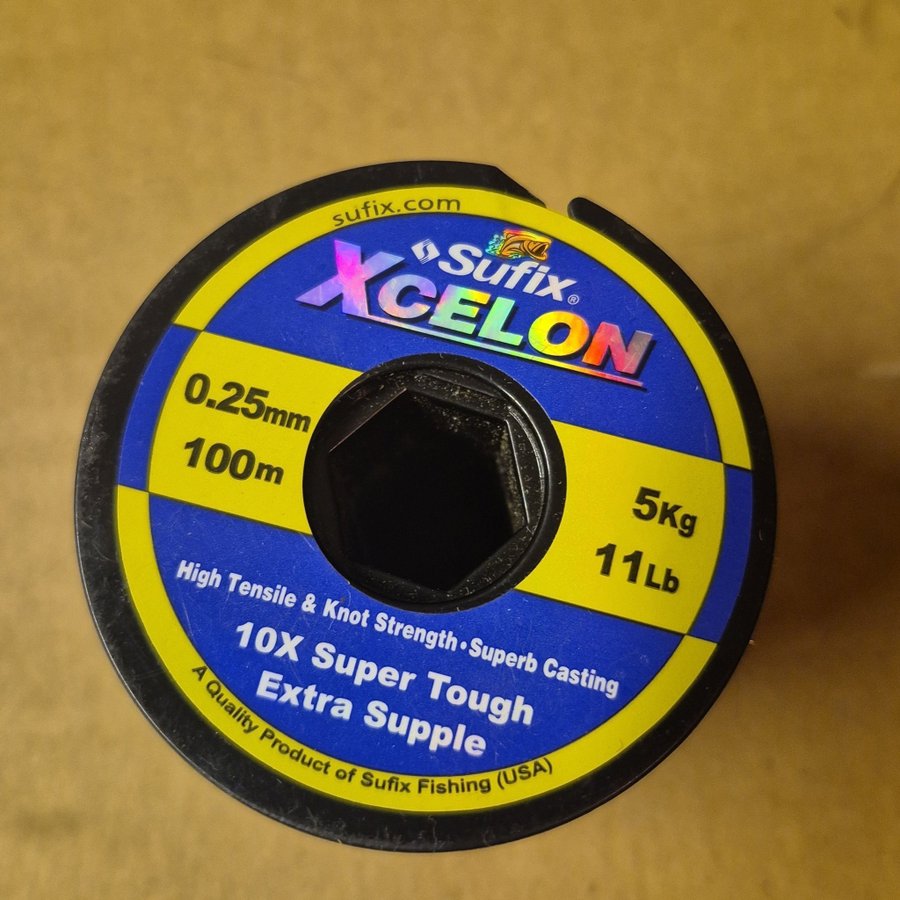 sufix.com
Sufix®
XCELON
0.25mm
100m
5Kg
11Lb
High Tensile & Knot Strength•Superb Casting
10X Super Tough
Extra Supple
A Quality Product of Sufix Fishing (USA)